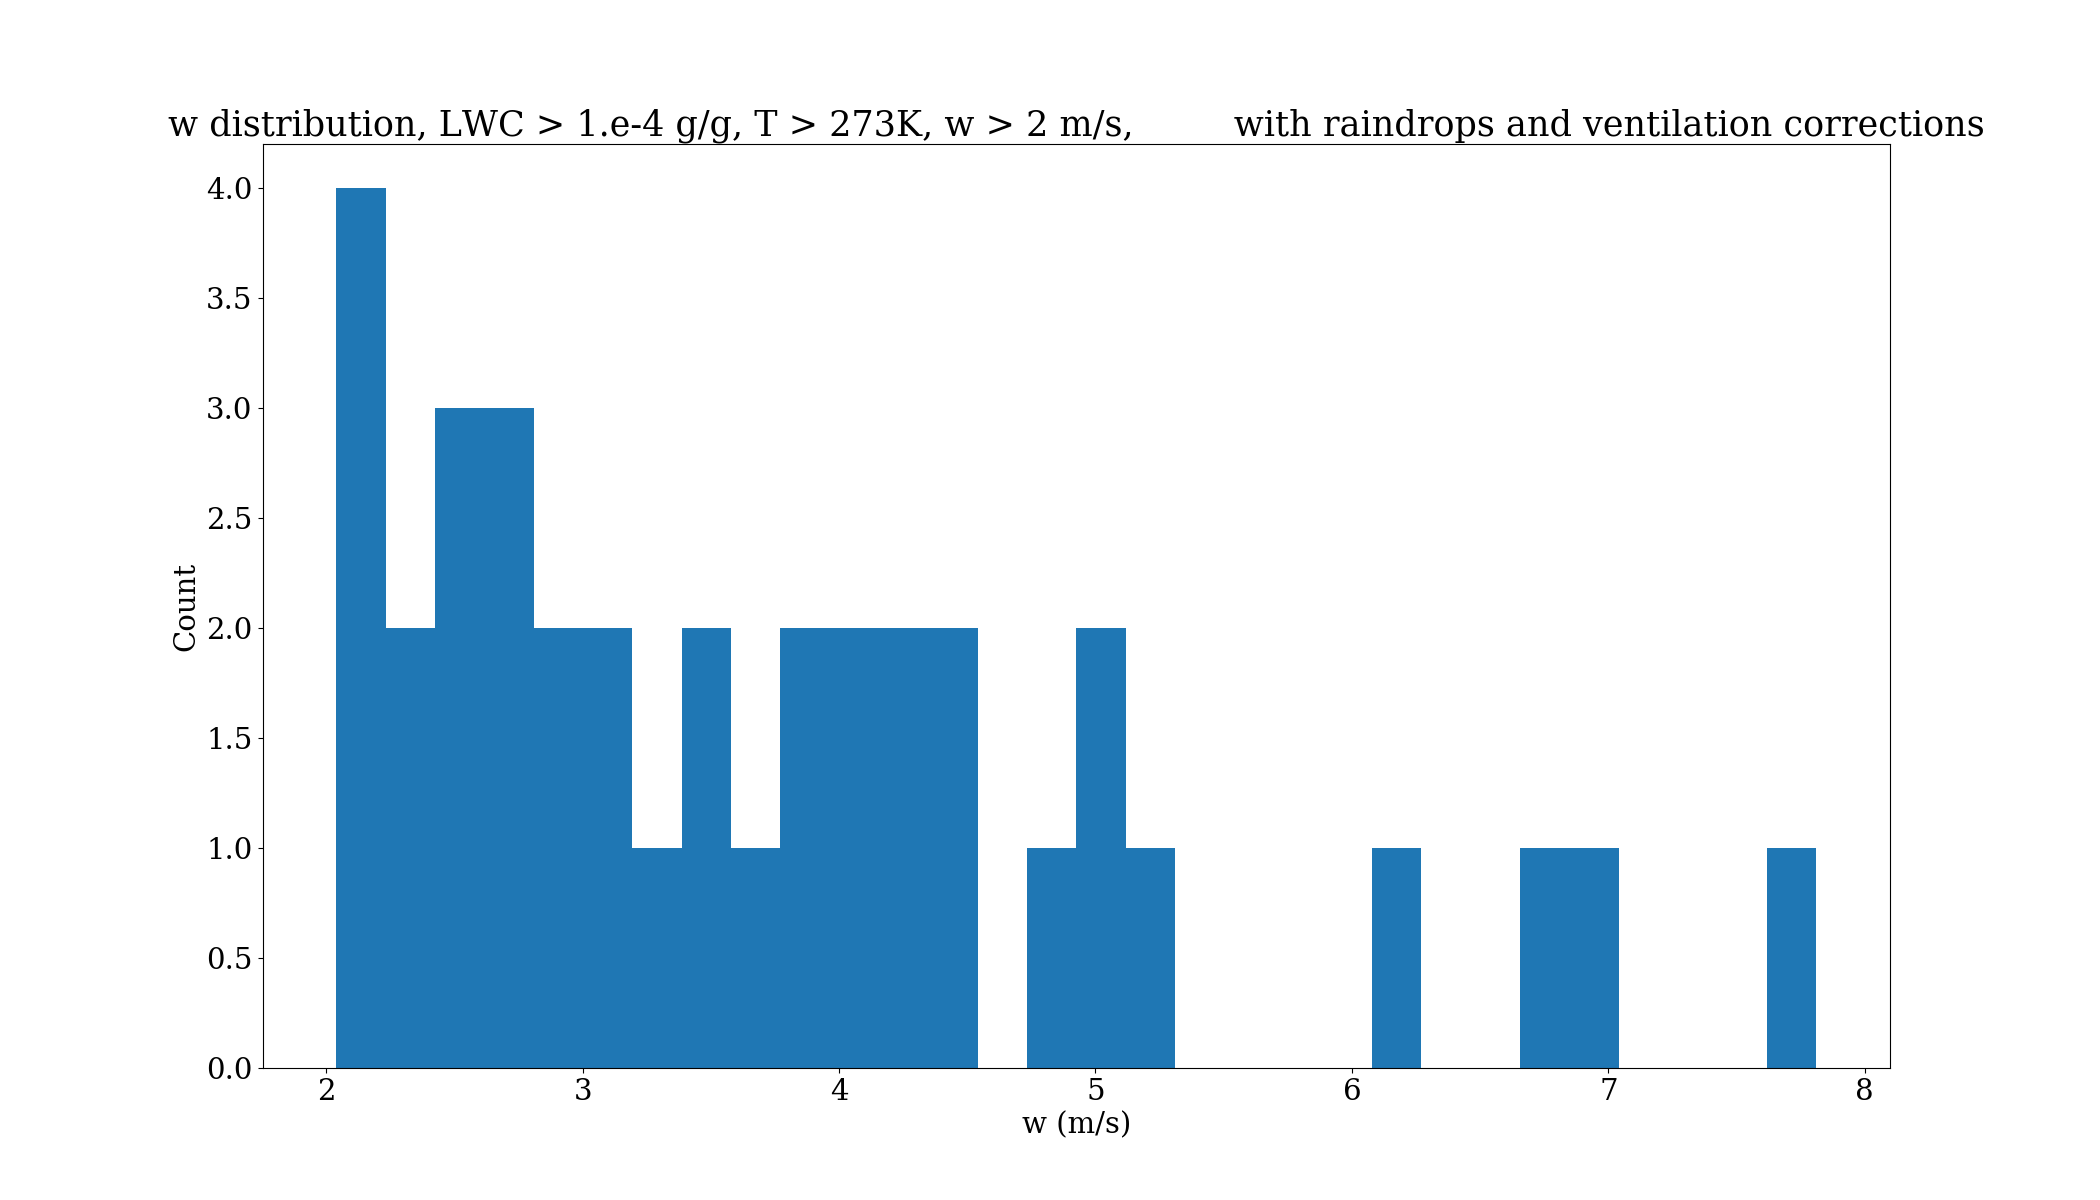 w distribution, LWC > 1.e-4 g/g, T > 273K, w > 2 m/s, with raindrops and ventilation corrections
4.0
3.5
3.0
2.5
2.0
1.5
1.0
0.5
0.0
Count
2 3 4 5 6 7 8
w (m/s)